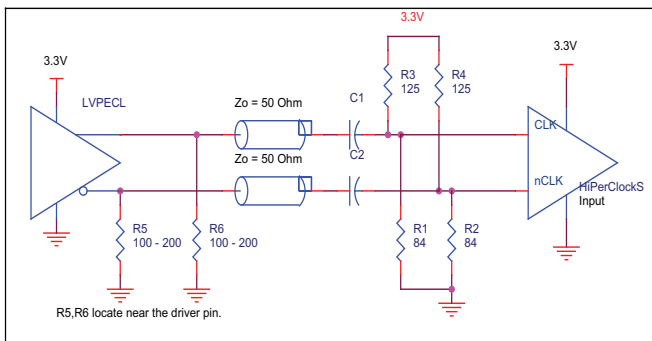 3.3V
3.3V
3.3V
LVPECL
Zo = 50 Ohm
C1
R3
125
R4
125
CLK
Zo = 50 Ohm
C2
nCLK
HiPerClockS
Input
R5
100 - 200
R6
100 - 200
R1
84
R2
84
R5,R6 locate near the driver pin.